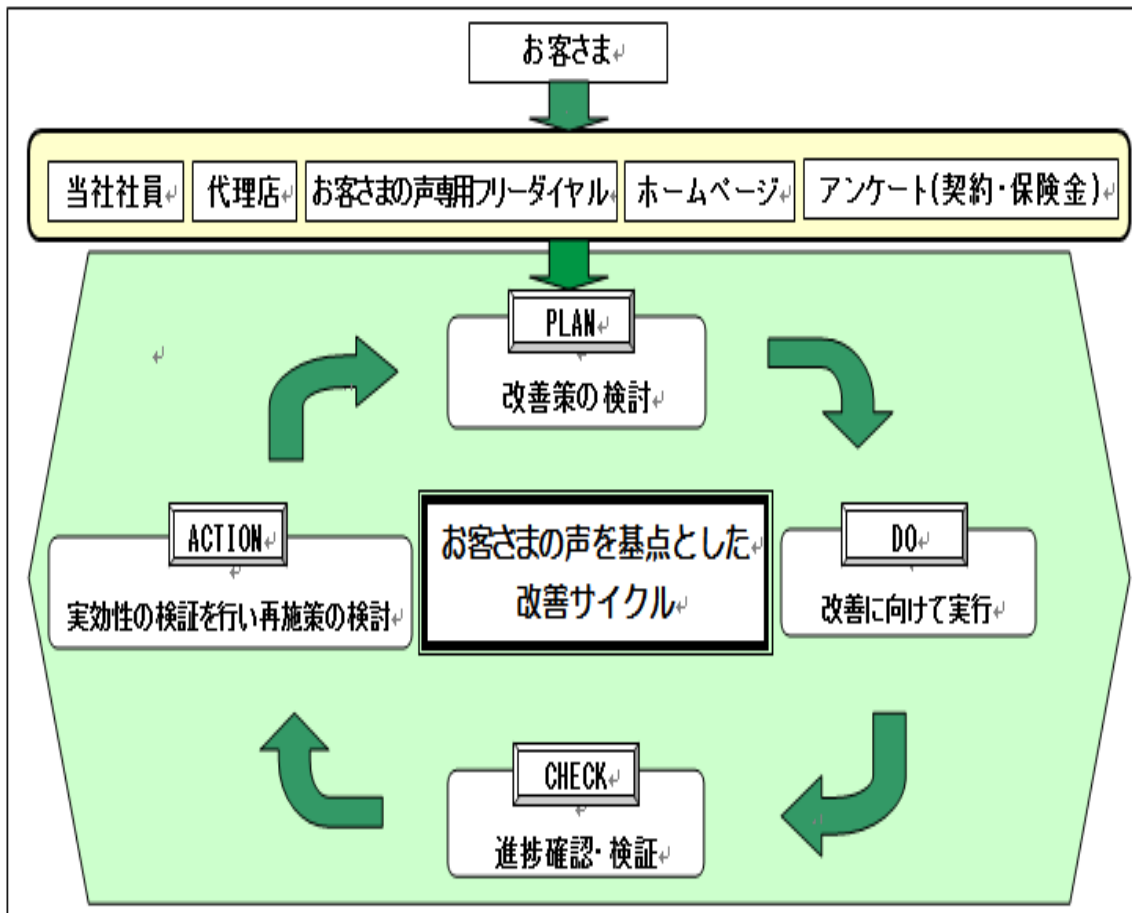 お客さま
当社社員
代理店
お客さまの声専用フリーダイヤル
ホームページ
アンケート(契約・保険金)
PLAN
改善策の検討
ACTION
実効性の検証を行い再施策の検討
お客さまの声を基点とした
改善サイクル
DO
改善に向けて実行
CHECK
進捗確認・検証